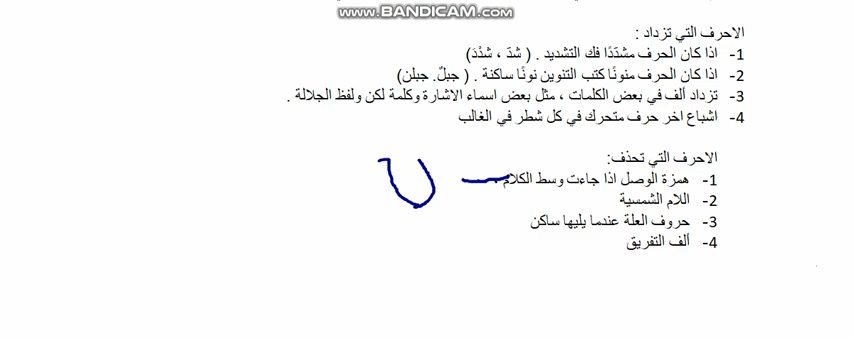 www.BANDICAM.com
الاحرف التي تزداد :
1- اذا كان الحرف مشدّدًا فك التشديد . ( شدّ ، شدْدَ)
2- اذا كان الحرف منونًا كتب التنوين نونًا ساكنة . ( جبلٌ. جبلن)
3- تزداد ألف في بعض الكلمات ، مثل بعض اسماء الاشارة وكلمة لكن ولفظ الجلالة .
4- اشباع اخر حرف متحرك في كل شطر في الغالب
الاحرف التي تحذف:
1- همزة الوصل اذا جاءت وسط الكلام .
2- اللام الشمسية
3- حروف العلة عندما يليها ساكن
4- ألف التفريق